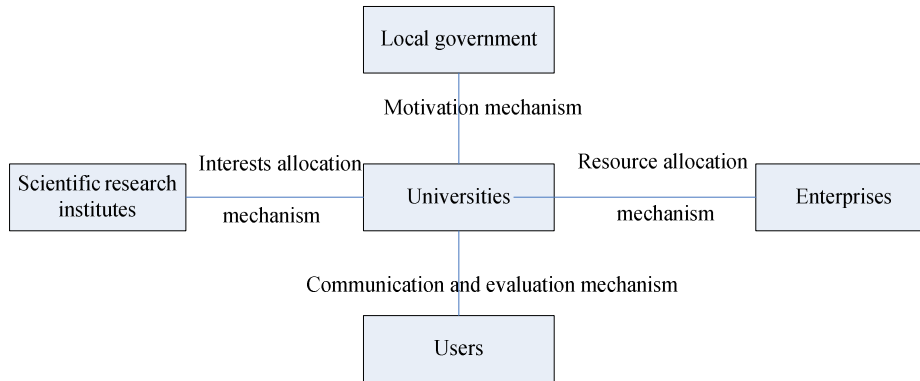 Local government
Motivation mechanism
Interests allocation
mechanism
Resource allocation
mechanism
Scientific research
institutes
Universities
Enterprises
Communication and evaluation mechanism
Users